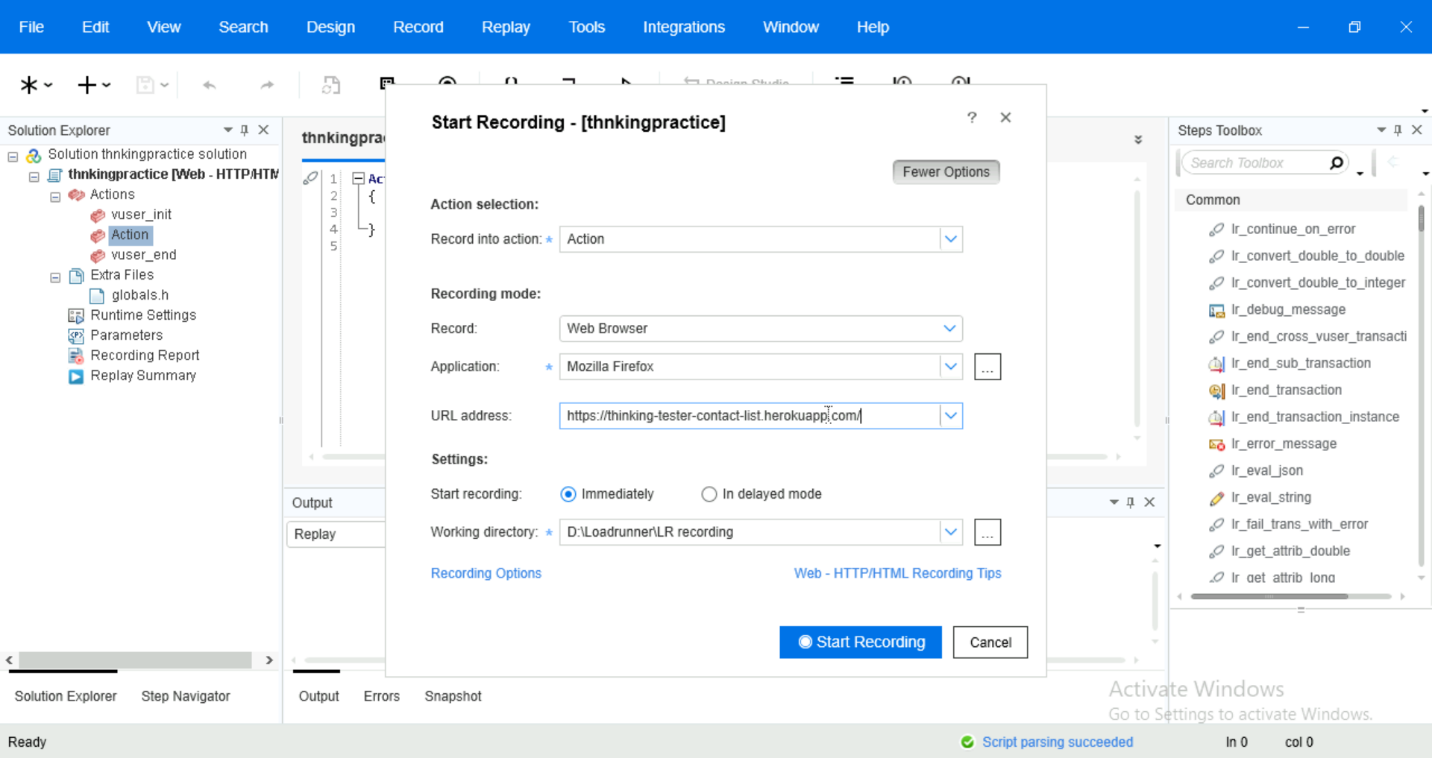 File Edit View Search Design Record Replay Tools Integrations Window Help
Design Studio
Solution Explorer
Solution thnkingpractice solution
thnkingpractice [Web - HTTP/HTM
Actions
vuser_init
Action
vuser_end
Extra Files
globals.h
Runtime Settings
Parameters
Recording Report
Replay Summary
Solution Explorer Step Navigator
thnkingpra
1 Ac
2 {
3
4 }
5
Output
Replay
Output Errors Snapshot
Start Recording - [thnkingpractice]
?
Fewer Options
Action selection:
Record into action: * Action
Recording mode:
Record: Web Browser
Application: * Mozilla Firefox ...
URL address: https://thinking-tester-contact-list.herokuapp.com/
Settings:
Start recording: Immediately In delayed mode
Working directory: * D:\Loadrunner\LR recording ...
Recording Options Web - HTTP/HTML Recording Tips
Start Recording Cancel
Steps Toolbox
Search Toolbox
Common
lr_continue_on_error
lr_convert_double_to_double
lr_convert_double_to_integer
lr_debug_message
lr_end_cross_vuser_transacti
lr_end_sub_transaction
lr_end_transaction
lr_end_transaction_instance
lr_error_message
lr_eval_json
lr_eval_string
lr_fail_trans_with_error
lr_get_attrib_double
lr_get_attrib_long
Activate Windows
Go to Settings to activate Windows.
Ready Script parsing succeeded ln 0 col 0